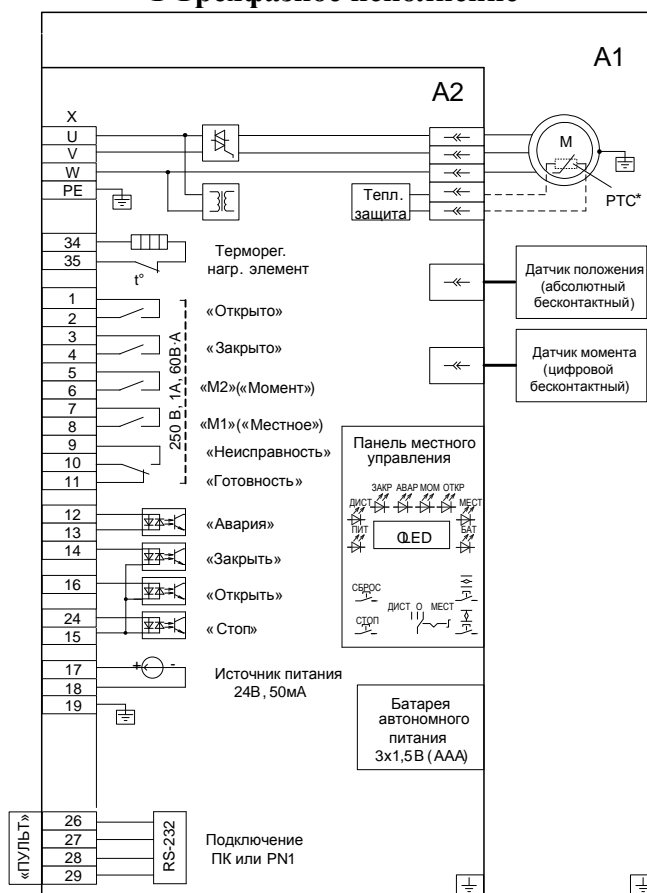 A1
A2
X
U
V
W
PE
M
PTC*
Тепл.
защита
34
35
t°
Терморег.
нагр. элемент
1
2
3
4
5
6
7
8
9
10
11
250 В, 1А, 60В·А
«Открыто»
«Закрыто»
«М2»(«Момент»)
«М1»(«Местное»)
«Неисправность»
«Готовность»
Датчик положения
(абсолютный
бесконтактный)
Датчик момента
(цифровой
бесконтактный)
Панель местного
управления
ЗАКР АВАР МОМ ОТКР
ДИСТ МЕСТ
ПИТ БАТ
OLED
СБРОС
ДИСТ О МЕСТ
СТОП
12
13
14
16
24
15
«Авария»
«Закрыть»
«Открыть»
«Стоп»
17
18
19
+ -
Источник питания
24В, 50мА
Батарея
автономного
питания
3х1,5В (ААА)
«ПУЛЬТ»
26
27
28
29
RS-232
Подключение
ПК или PN1